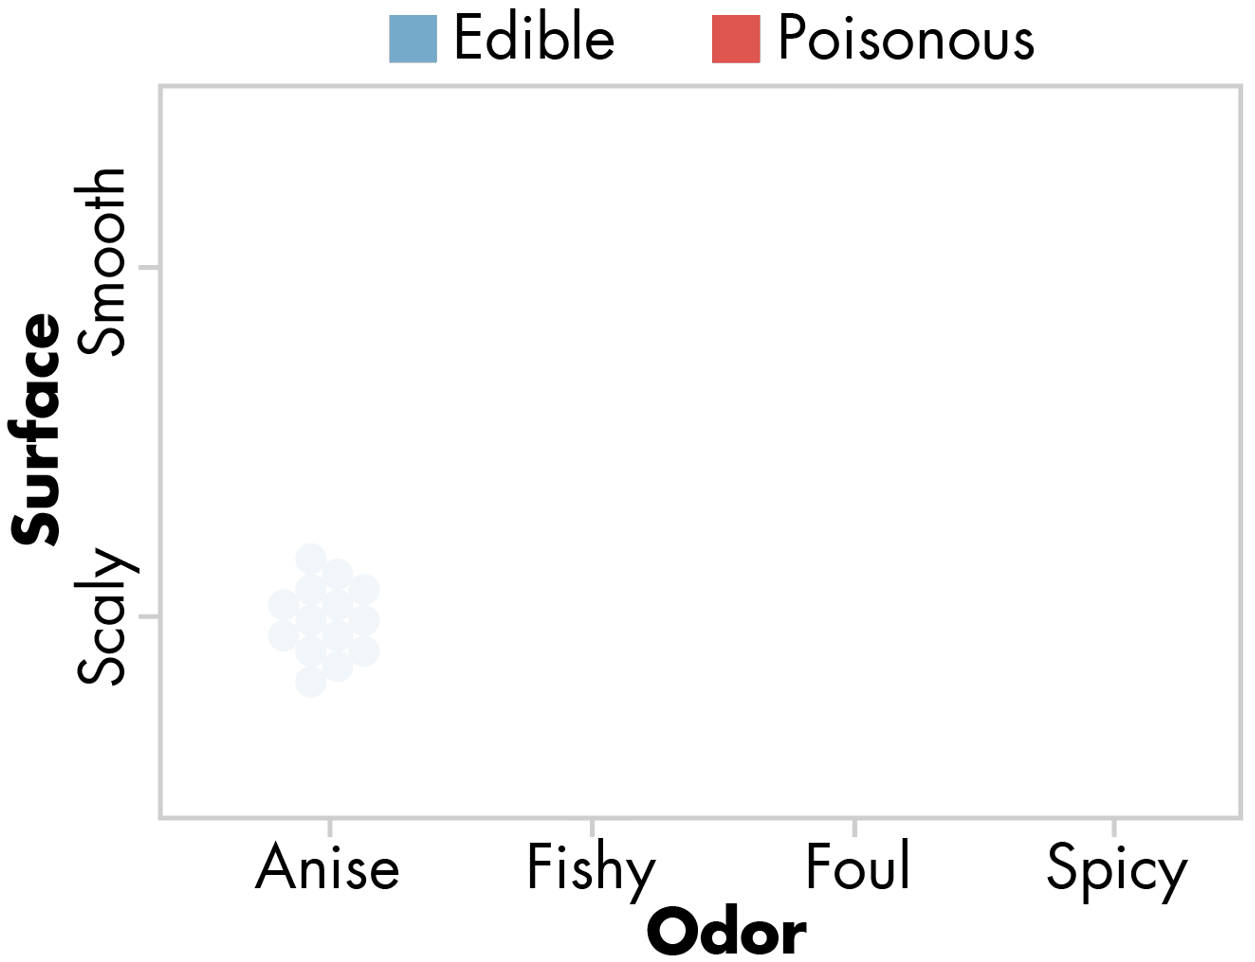 Edible Poisonous
Smooth
Scaly
Surface
Anise Fishy Foul Spicy
Odor